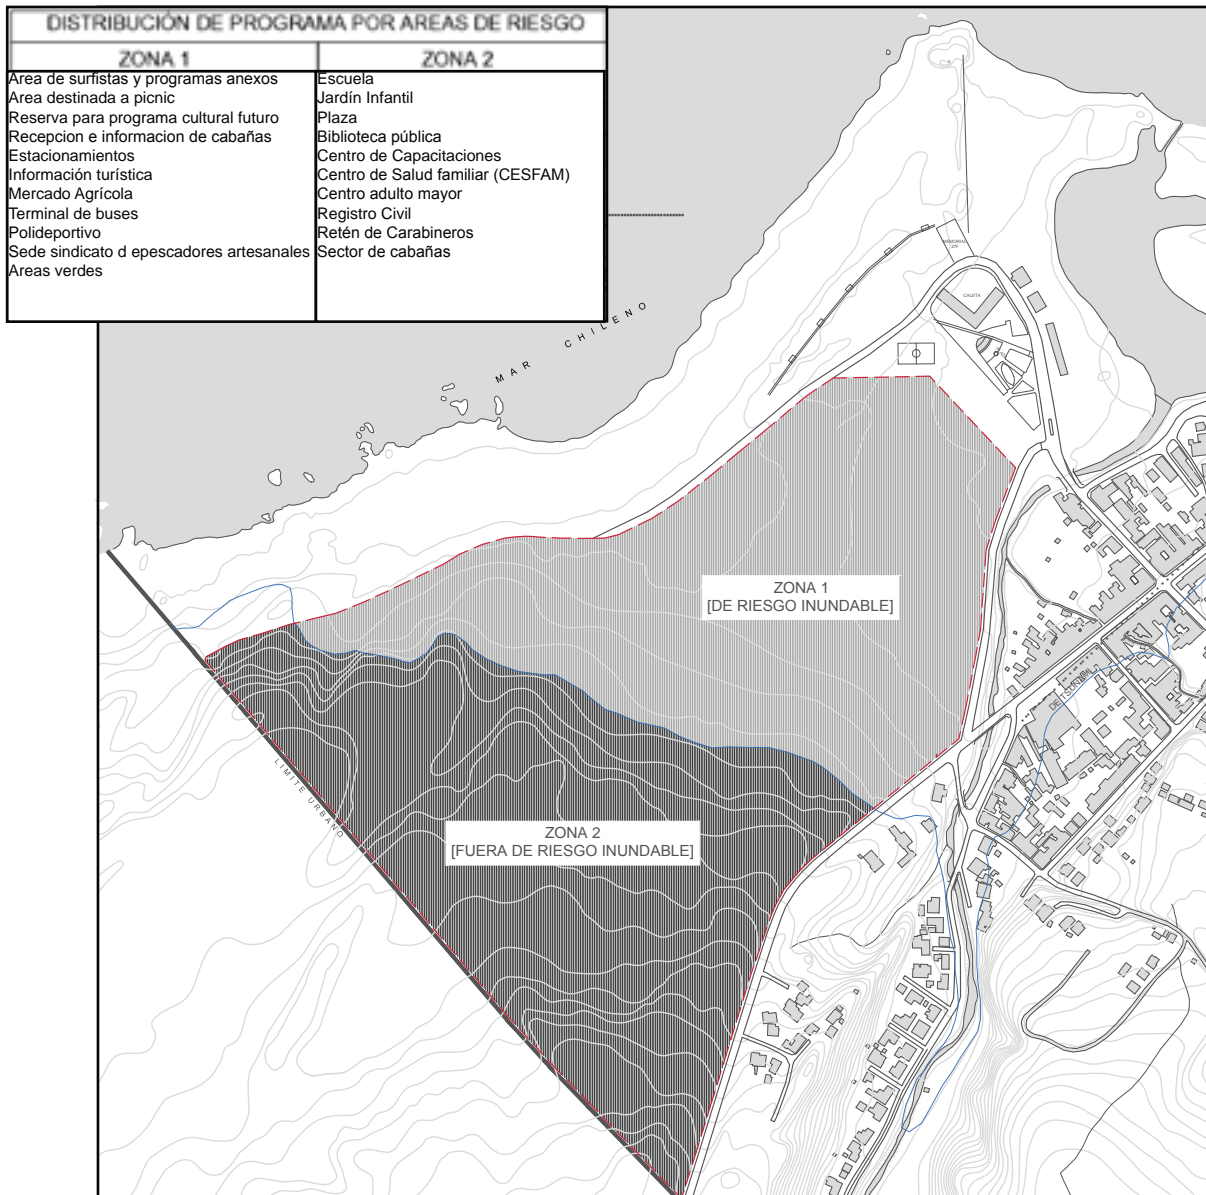 DISTRIBUCIÓN DE PROGRAMA POR AREAS DE RIESGO
ZONA 1
Area de surfistas y programas anexos
Area destinada a picnic
Reserva para programa cultural futuro
Recepcion e informacion de cabañas
Estacionamientos
Información turística
Mercado Agrícola
Terminal de buses
Polideportivo
Sede sindicato d epescadores artesanales
Areas verdes
ZONA 2
Escuela
Jardín Infantil
Plaza
Biblioteca pública
Centro de Capacitaciones
Centro de Salud familiar (CESFAM)
Centro adulto mayor
Registro Civil
Retén de Carabineros
Sector de cabañas
MAR CHILENO
MEMORIAL
27F
CALETA
ZONA 1
[DE RIESGO INUNDABLE]
ZONA 2
[FUERA DE RIESGO INUNDABLE]
LIMITE URBANO